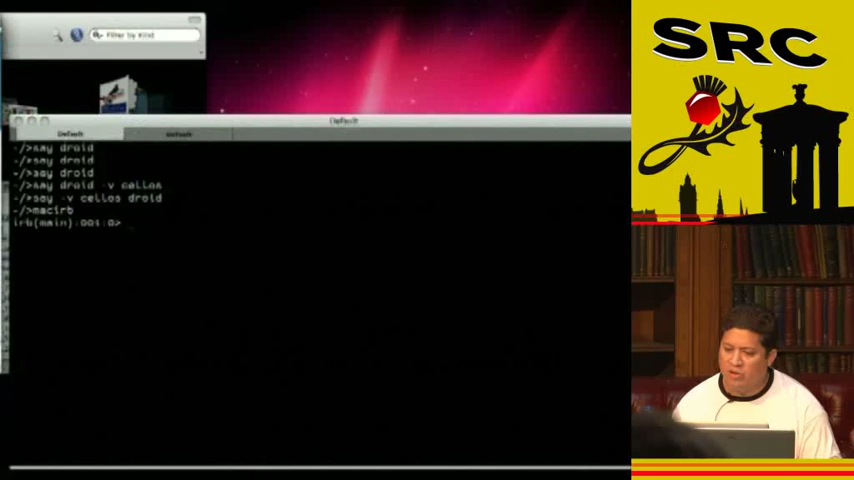 Filter by Kind
SRC
Default
Default
Default
~/>say droid
~/>say droid
~/>say droid
~/>say droid -v cellos
~/>say -v cellos droid
~/>macirb
irb(main):001:0>